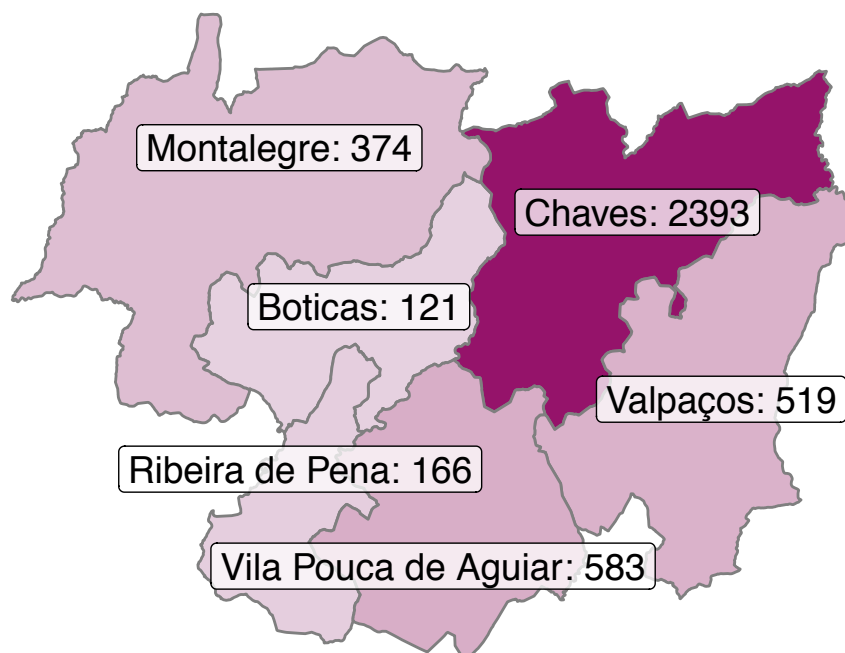 Montalegre: 374
Chaves: 2393
Boticas: 121
Valpaços: 519
Ribeira de Pena: 166
Vila Pouca de Aguiar: 583